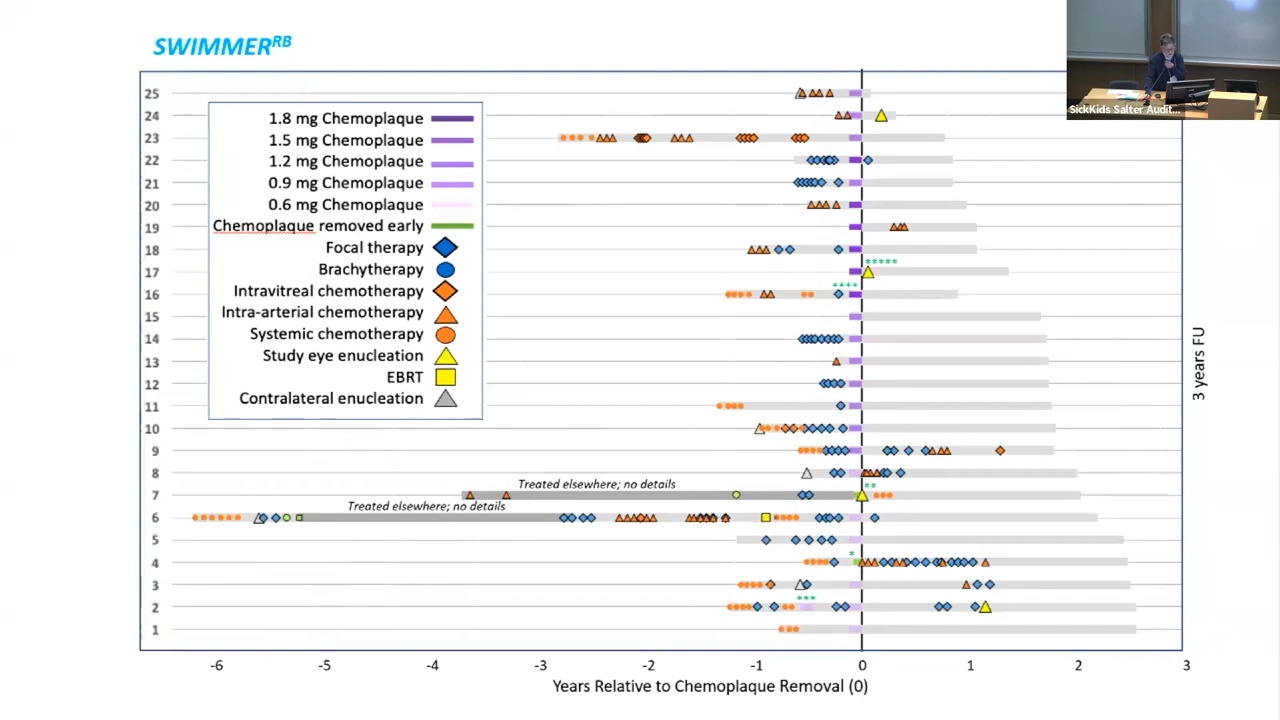 SWIMMERRB
SickKids Salter Audit...
25
24
23
22
21
20
19
18
17
16
15
14
13
12
11
10
9
8
7
6
5
4
3
2
1
1.8 mg Chemoplaque
1.5 mg Chemoplaque
1.2 mg Chemoplaque
0.9 mg Chemoplaque
0.6 mg Chemoplaque
Chemoplaque removed early
Focal therapy
Brachytherapy
Intravitreal chemotherapy
Intra-arterial chemotherapy
Systemic chemotherapy
Study eye enucleation
EBRT
Contralateral enucleation
*****
****
Treated elsewhere; no details
**
Treated elsewhere; no details
*
***
3 years FU
-6 -5 -4 -3 -2 -1 0 1 2 3
Years Relative to Chemoplaque Removal (0)